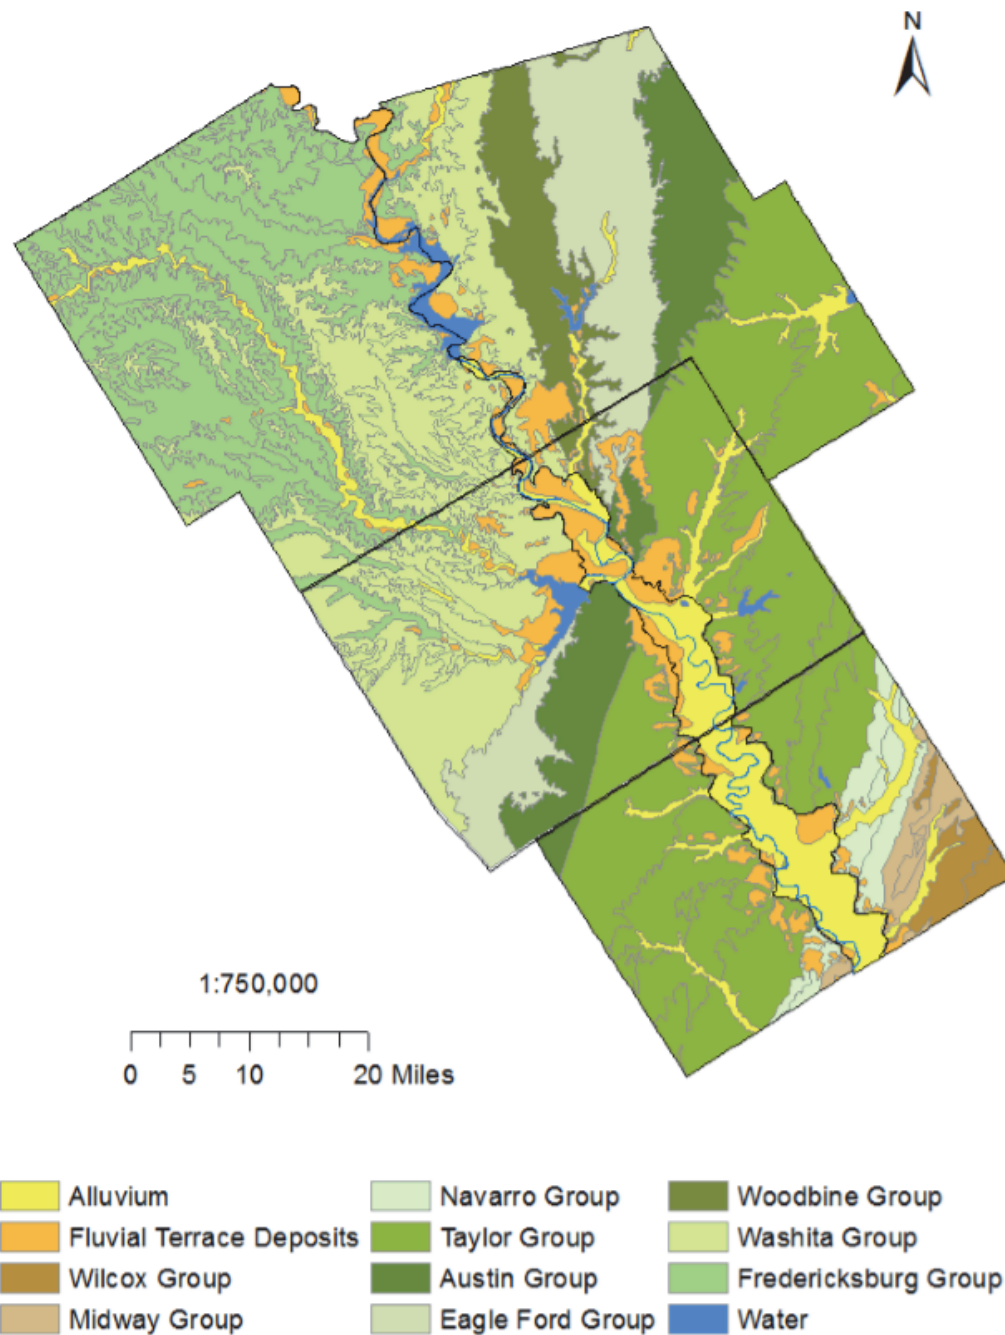 N
1:750,000
0 5 10 20 Miles
Alluvium Navarro Group Woodbine Group
Fluvial Terrace Deposits Taylor Group Washita Group
Wilcox Group Austin Group Fredericksburg Group
Midway Group Eagle Ford Group Water